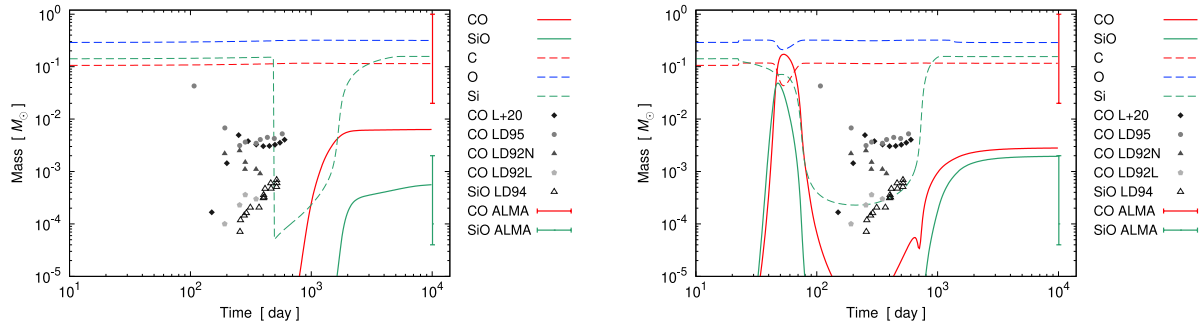 10^0
10^-1
10^-2
10^-3
10^-4
10^-5
Mass [ M⊙ ]
10^1
10^2
10^3
10^4
Time [ day ]
CO
SiO
C
O
Si
CO L+20
CO LD95
CO LD92N
CO LD92L
SiO LD94
CO ALMA
SiO ALMA
10^0
10^-1
10^-2
10^-3
10^-4
10^-5
Mass [ M⊙ ]
10^1
10^2
10^3
10^4
Time [ day ]
CO
SiO
C
O
Si
CO L+20
CO LD95
CO LD92N
CO LD92L
SiO LD94
CO ALMA
SiO ALMA